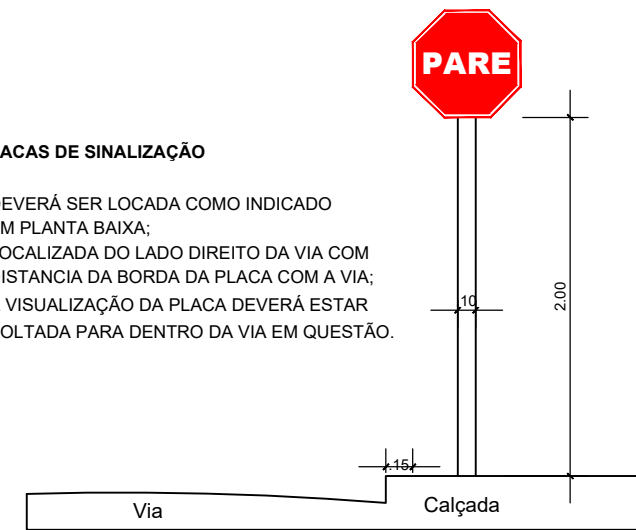 PARE
ACAS DE SINALIZAÇÃO
EVERÁ SER LOCADA COMO INDICADO
M PLANTA BAIXA;
OCALIZADA DO LADO DIREITO DA VIA COM
ISTANCIA DA BORDA DA PLACA COM A VIA;
VISUALIZAÇÃO DA PLACA DEVERÁ ESTAR
OLTADA PARA DENTRO DA VIA EM QUESTÃO.
10
2.00
.15
Via
Calçada